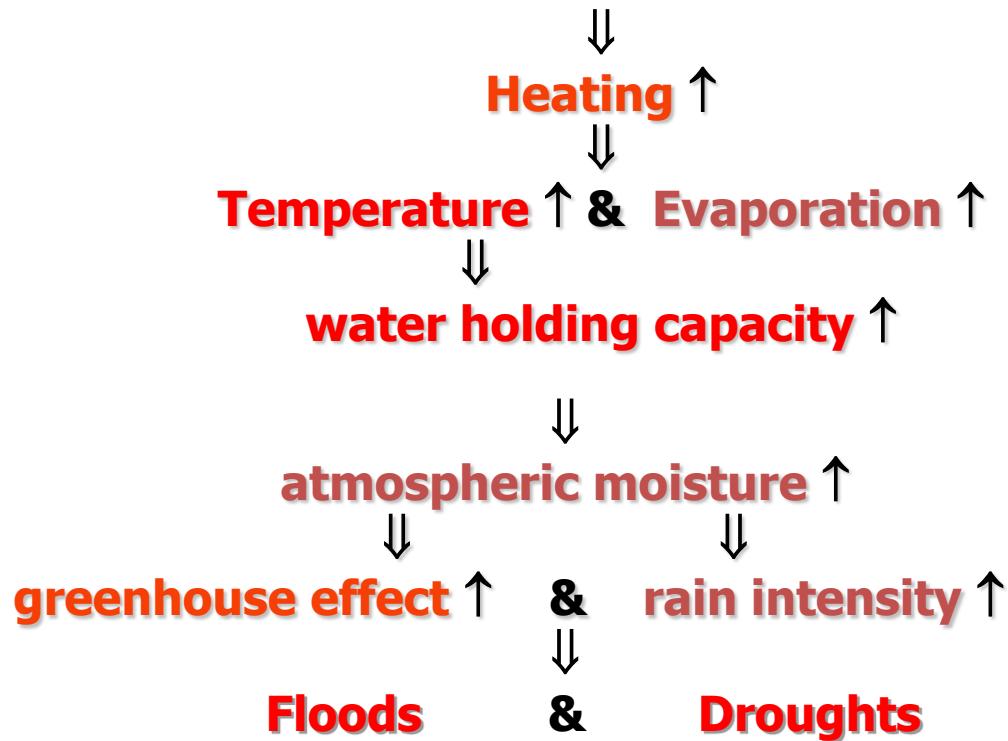 ⇓
Heating ↑
⇓
Temperature ↑ & Evaporation ↑
⇓
water holding capacity ↑
⇓
atmospheric moisture ↑
⇓ ⇓
greenhouse effect ↑ & rain intensity ↑
⇓
Floods & Droughts